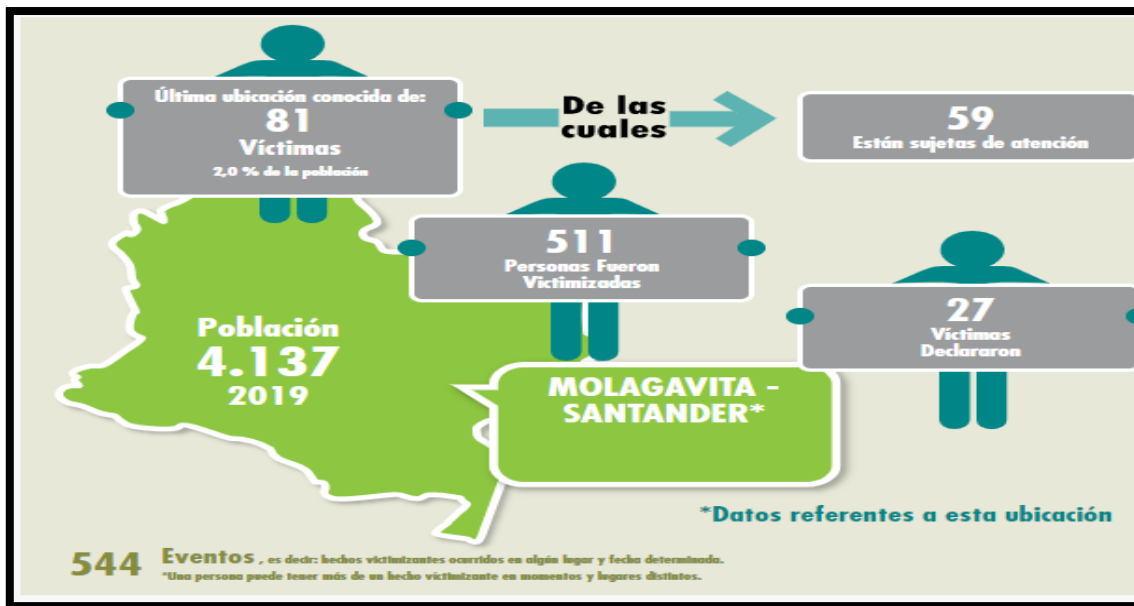 Última ubicación conocida de:
81
Víctimas
2,0 % de la población
De las
cuales
59
Están sujetas de atención
511
Personas Fueron
Victimizadas
27
Víctimas
Declararon
Población
4.137
2019
MOLAGAVITA -
SANTANDER*
*Datos referentes a esta ubicación
544 Eventos , es decir: hechos victimizantes ocurridos en algún lugar y fecha determinada.
*Una persona puede tener más de un hecho victimizante en momentos y lugares distintos.